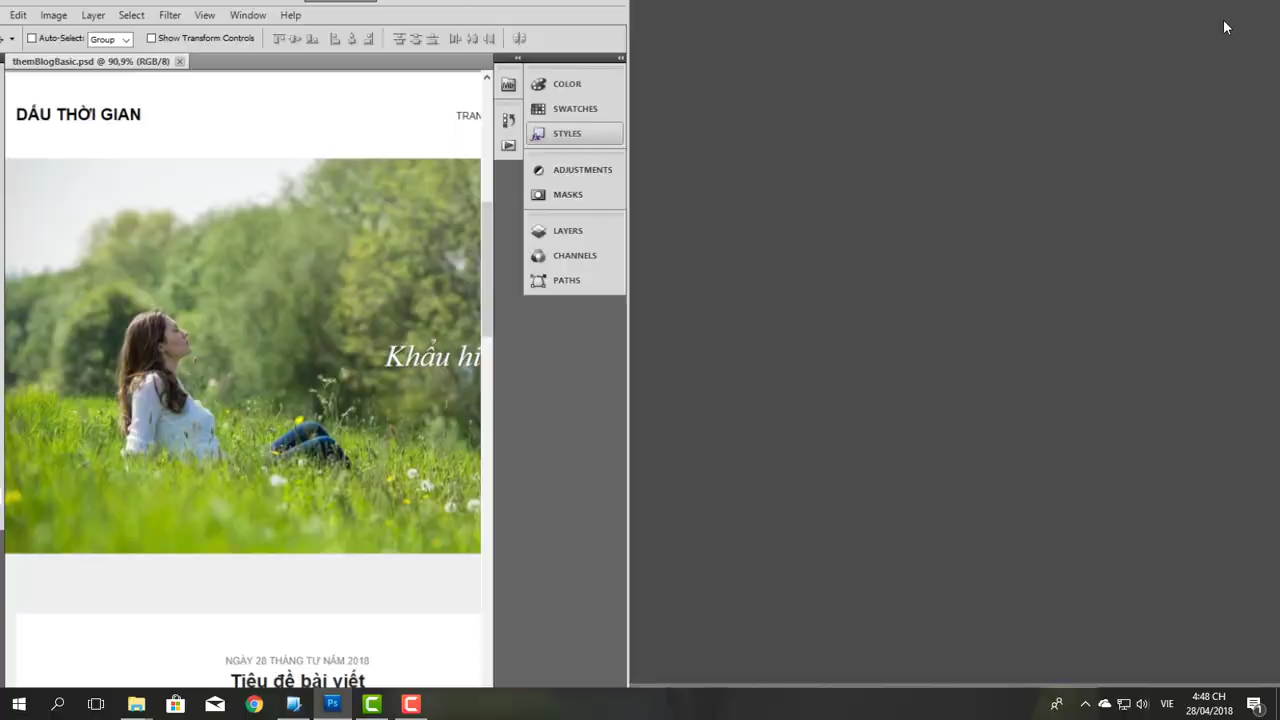 Edit Image Layer Select Filter View Window Help
Auto-Select: Group Show Transform Controls
themBlogBasic.psd @ 90,9% (RGB/8)
COLOR
SWATCHES
STYLES
ADJUSTMENTS
MASKS
LAYERS
CHANNELS
PATHS
DẤU THỜI GIAN
TRAN
Khẩu hi
NGÀY 28 THÁNG TƯ NĂM 2018
Tiêu đề bài viết
Ps
VIE
4:48 CH
28/04/2018
1